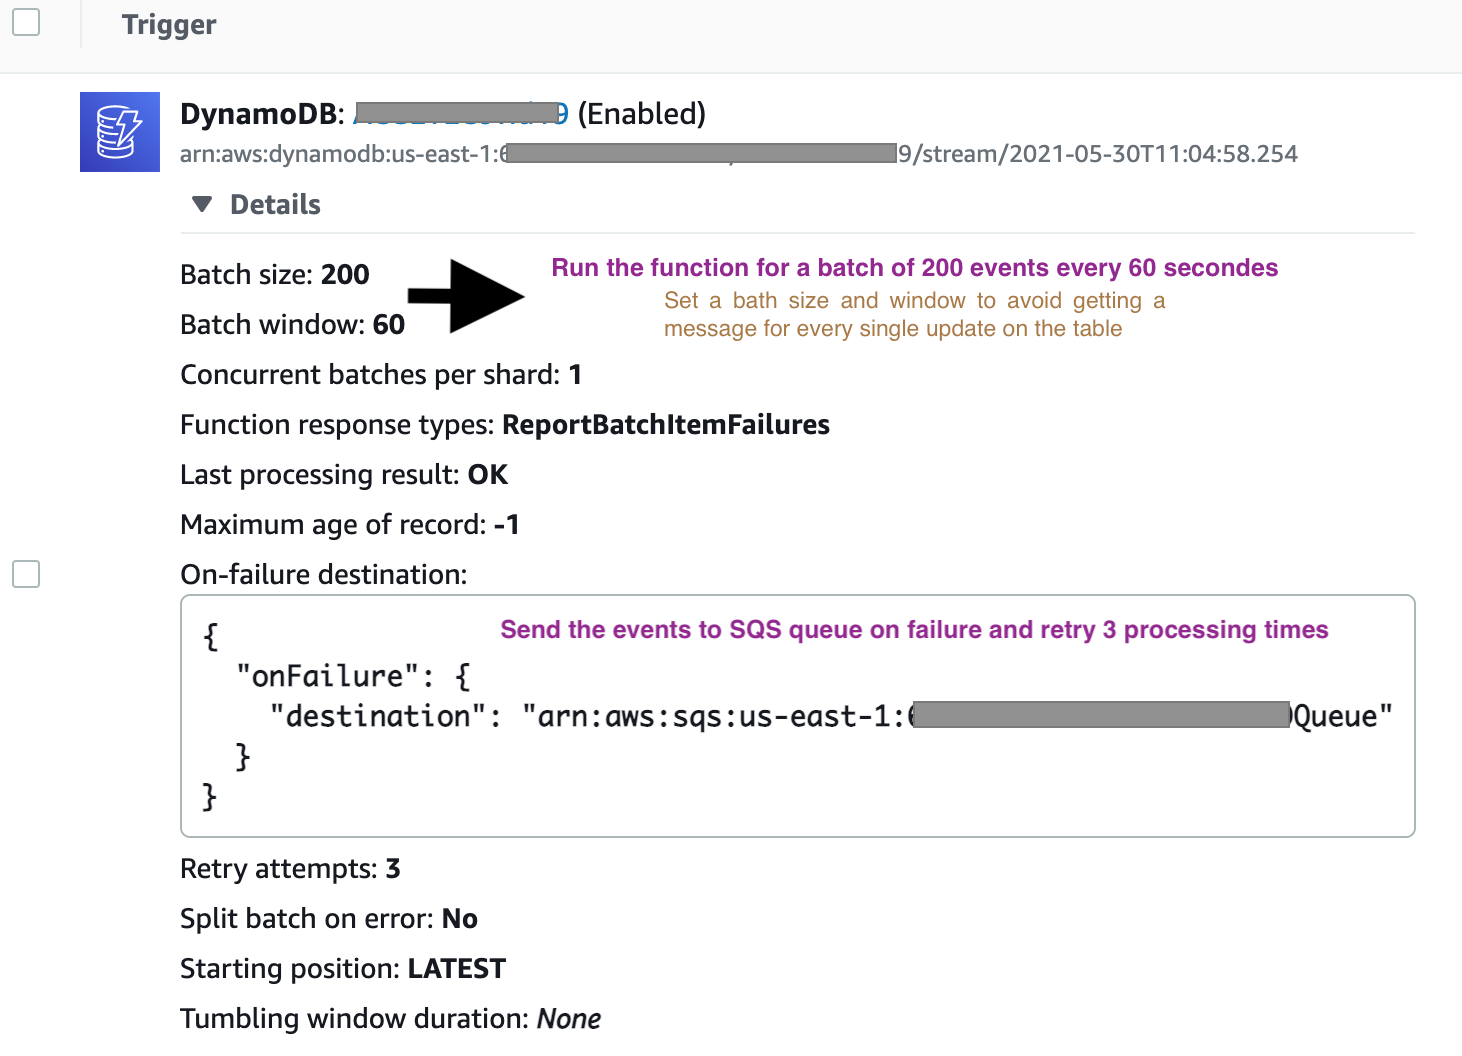 Trigger
DynamoDB: 9 (Enabled)
arn:aws:dynamodb:us-east-1:6 9/stream/2021-05-30T11:04:58.254
Details
Batch size: 200
Run the function for a batch of 200 events every 60 secondes
Set a bath size and window to avoid getting a
message for every single update on the table
Batch window: 60
Concurrent batches per shard: 1
Function response types: ReportBatchItemFailures
Last processing result: OK
Maximum age of record: -1
On-failure destination:
Send the events to SQS queue on failure and retry 3 processing times
{
"onFailure": {
"destination": "arn:aws:sqs:us-east-1: Queue"
}
}
Retry attempts: 3
Split batch on error: No
Starting position: LATEST
Tumbling window duration: None